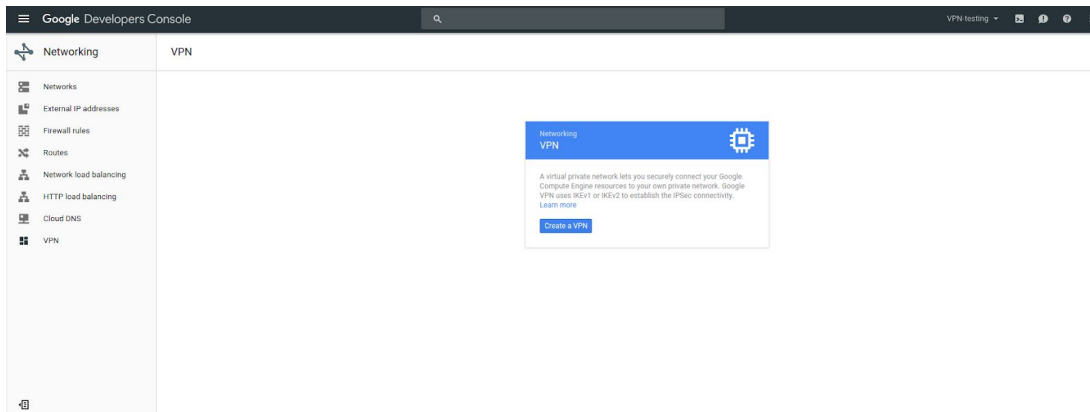 Google Developers Console
VPN-testing
Networking
VPN
Networks
External IP addresses
Firewall rules
Routes
Network load balancing
HTTP load balancing
Cloud DNS
VPN
Networking
VPN
A virtual private network lets you securely connect your Google
Compute Engine resources to your own private network. Google
VPN uses IKEv1 or IKEv2 to establish the IPSec connectivity.
Learn more
Create a VPN